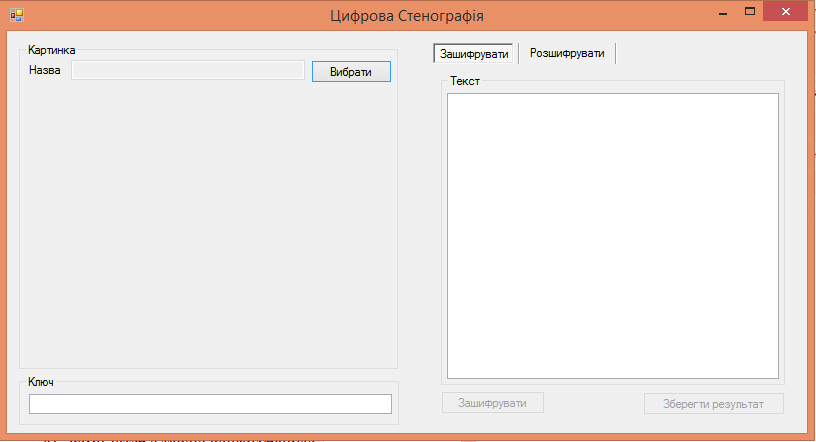 Цифрова Стенографія
Картинка
Назва
Вибрати
Ключ
Зашифрувати
Розшифрувати
Текст
Зашифрувати
Зберегти результат